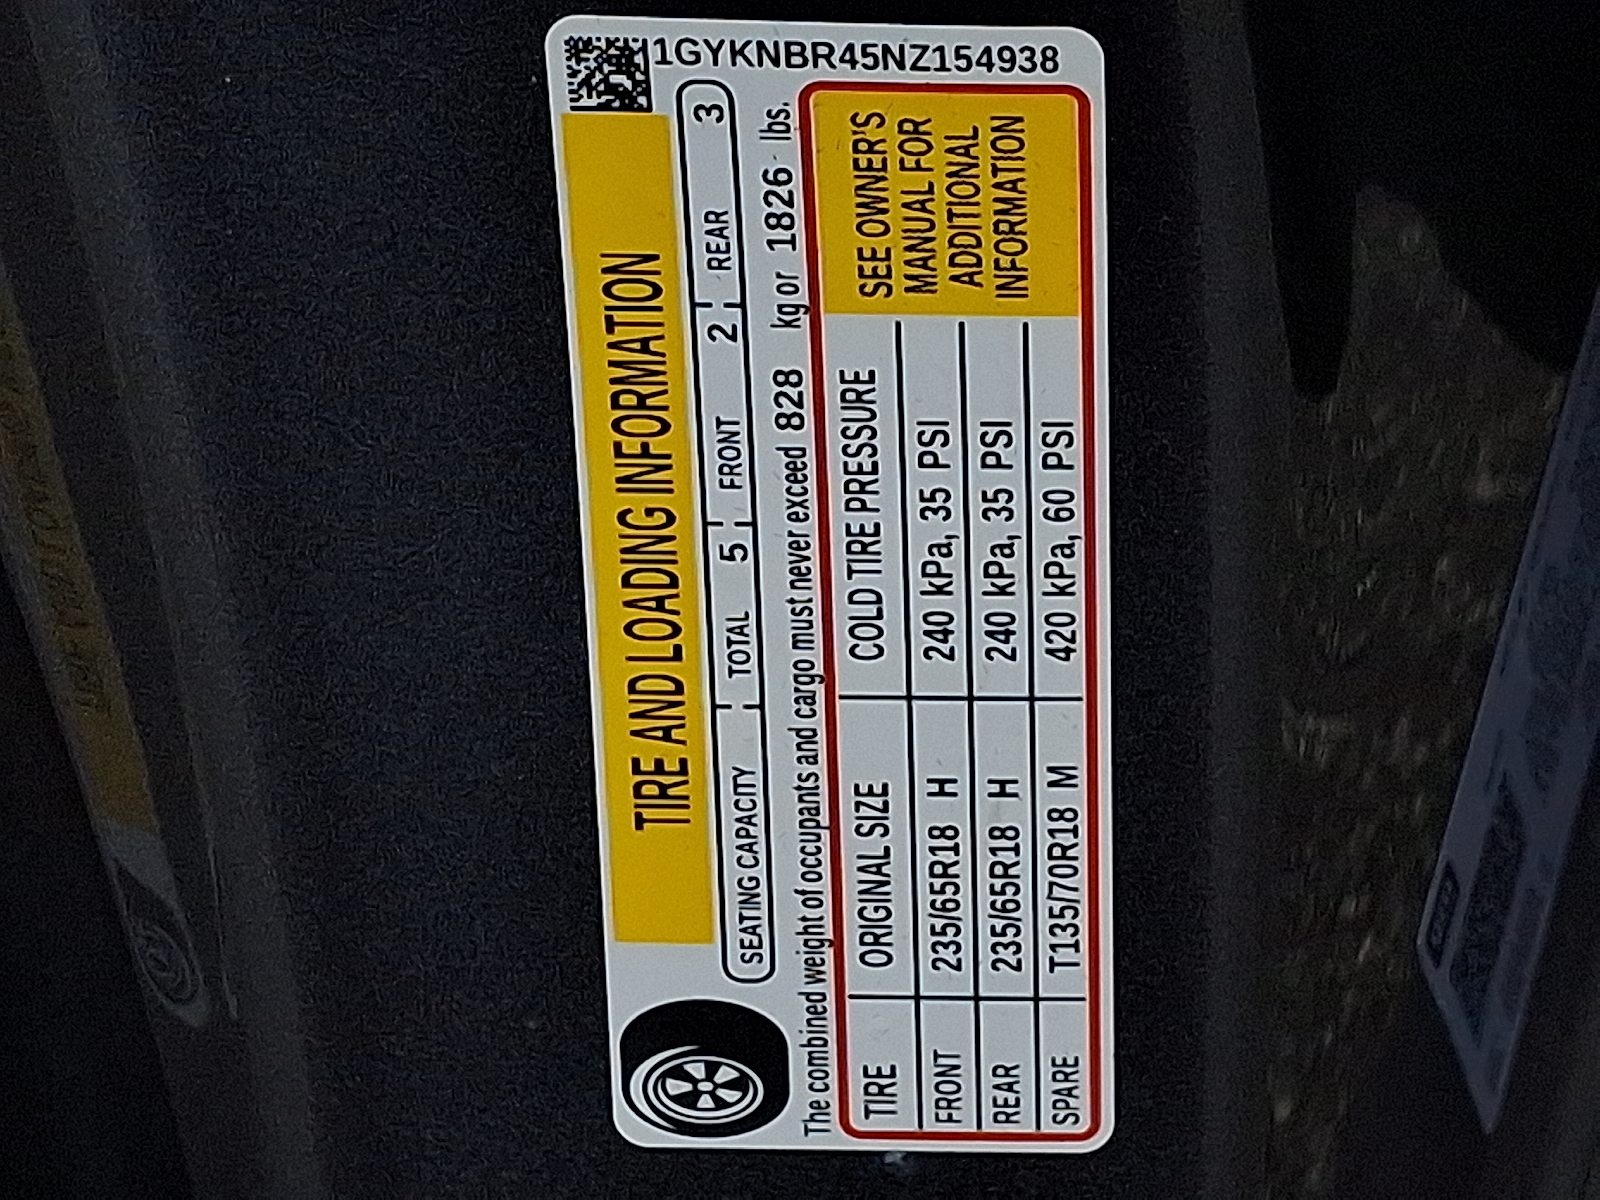 1GYKNBR45NZ154938
TIRE AND LOADING INFORMATION
SEATING CAPACITY TOTAL 5 FRONT 2 REAR 3
The combined weight of occupants and cargo must never exceed 828 kg or 1826 lbs.
TIRE ORIGINAL SIZE COLD TIRE PRESSURE
FRONT 235/65R18 H 240 kPa, 35 PSI
REAR 235/65R18 H 240 kPa, 35 PSI
SPARE T135/70R18 M 420 kPa, 60 PSI
SEE OWNER'S
MANUAL FOR
ADDITIONAL
INFORMATION